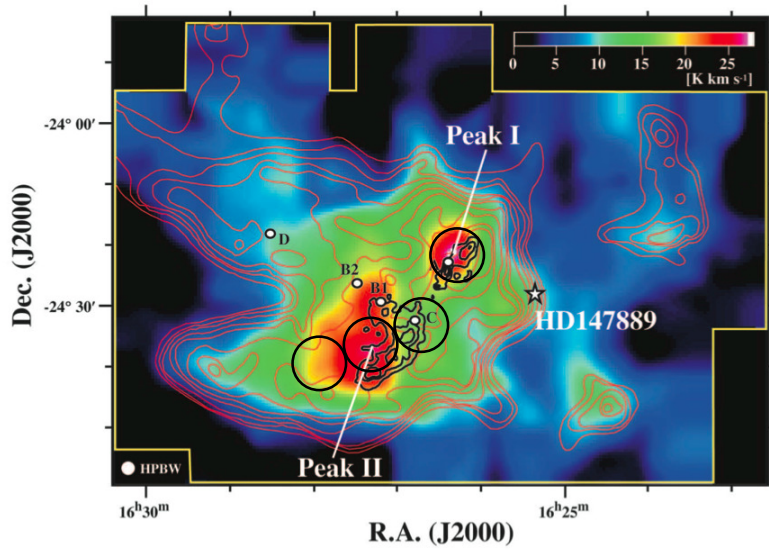 0 5 10 15 20 25
[K km s⁻¹]
-24° 00'
Peak I
D
B2
B1
C
-24° 30'
HD147889
Peak II
HPBW
16ʰ30ᵐ
16ʰ25ᵐ
R.A. (J2000)
Dec. (J2000)